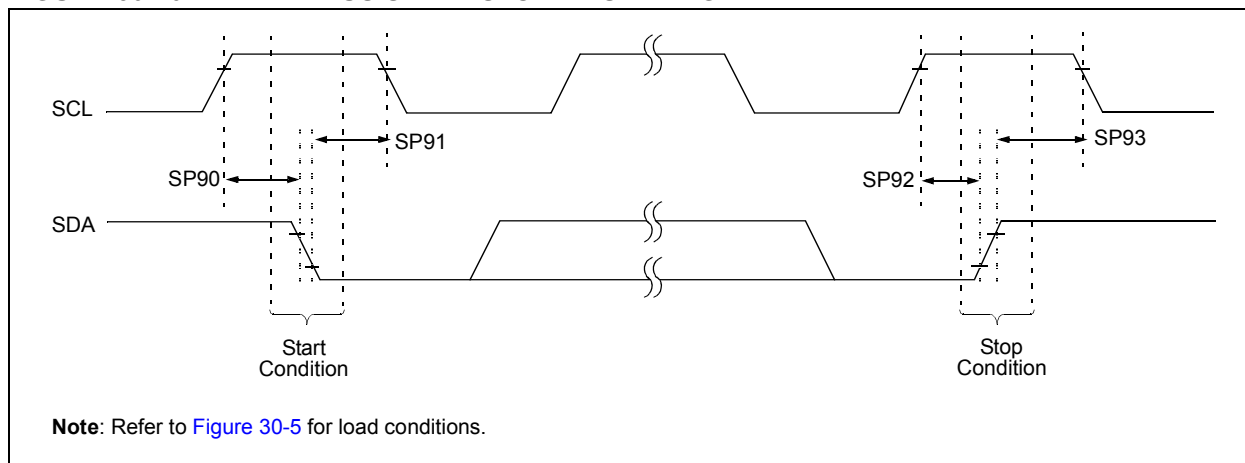 SCL
SP91
SP93
SP90
SP92
SDA
Start
Condition
Stop
Condition
Note: Refer to Figure 30-5 for load conditions.